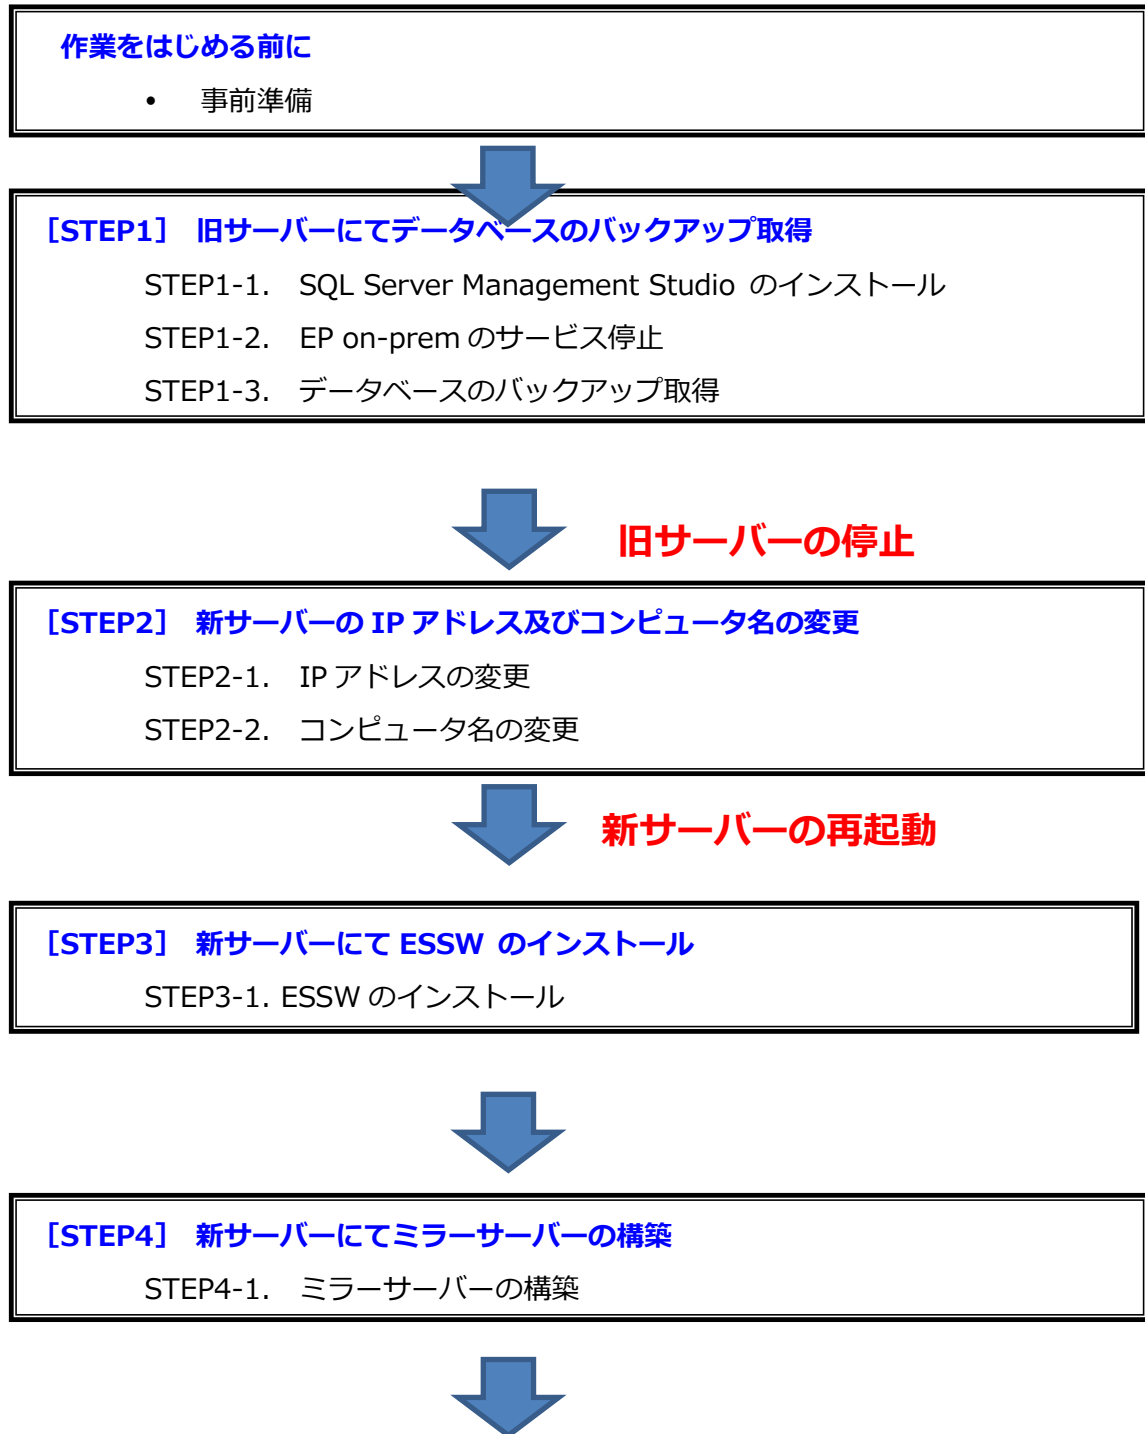 作業をはじめる前に
• 事前準備
［STEP1］ 旧サーバーにてデータベースのバックアップ取得
STEP1-1. SQL Server Management Studio のインストール
STEP1-2. EP on-prem のサービス停止
STEP1-3. データベースのバックアップ取得
旧サーバーの停止
［STEP2］ 新サーバーの IP アドレス及びコンピュータ名の変更
STEP2-1. IP アドレスの変更
STEP2-2. コンピュータ名の変更
新サーバーの再起動
［STEP3］ 新サーバーにて ESSW のインストール
STEP3-1. ESSW のインストール
［STEP4］ 新サーバーにてミラーサーバーの構築
STEP4-1. ミラーサーバーの構築